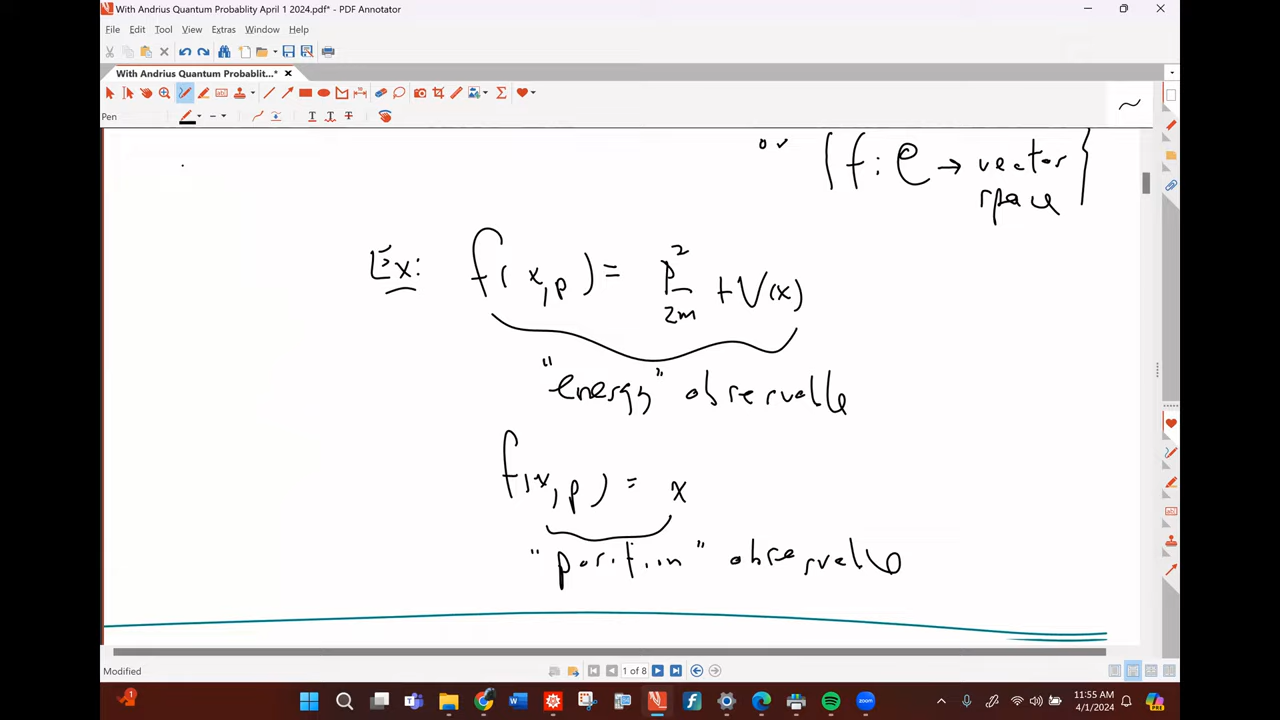 With Andrius Quantum Probablity April 1 2024.pdf* - PDF Annotator
File Edit Tool View Extras Window Help
With Andrius Quantum Probablit...*
Pen
or { f : C → vector
space }
Ex: f(x,p) = p²/2m + V(x)
"energy" observable
f(x,p) = x
"position" observable
Modified
1 of 8
1
11:55 AM
4/1/2024